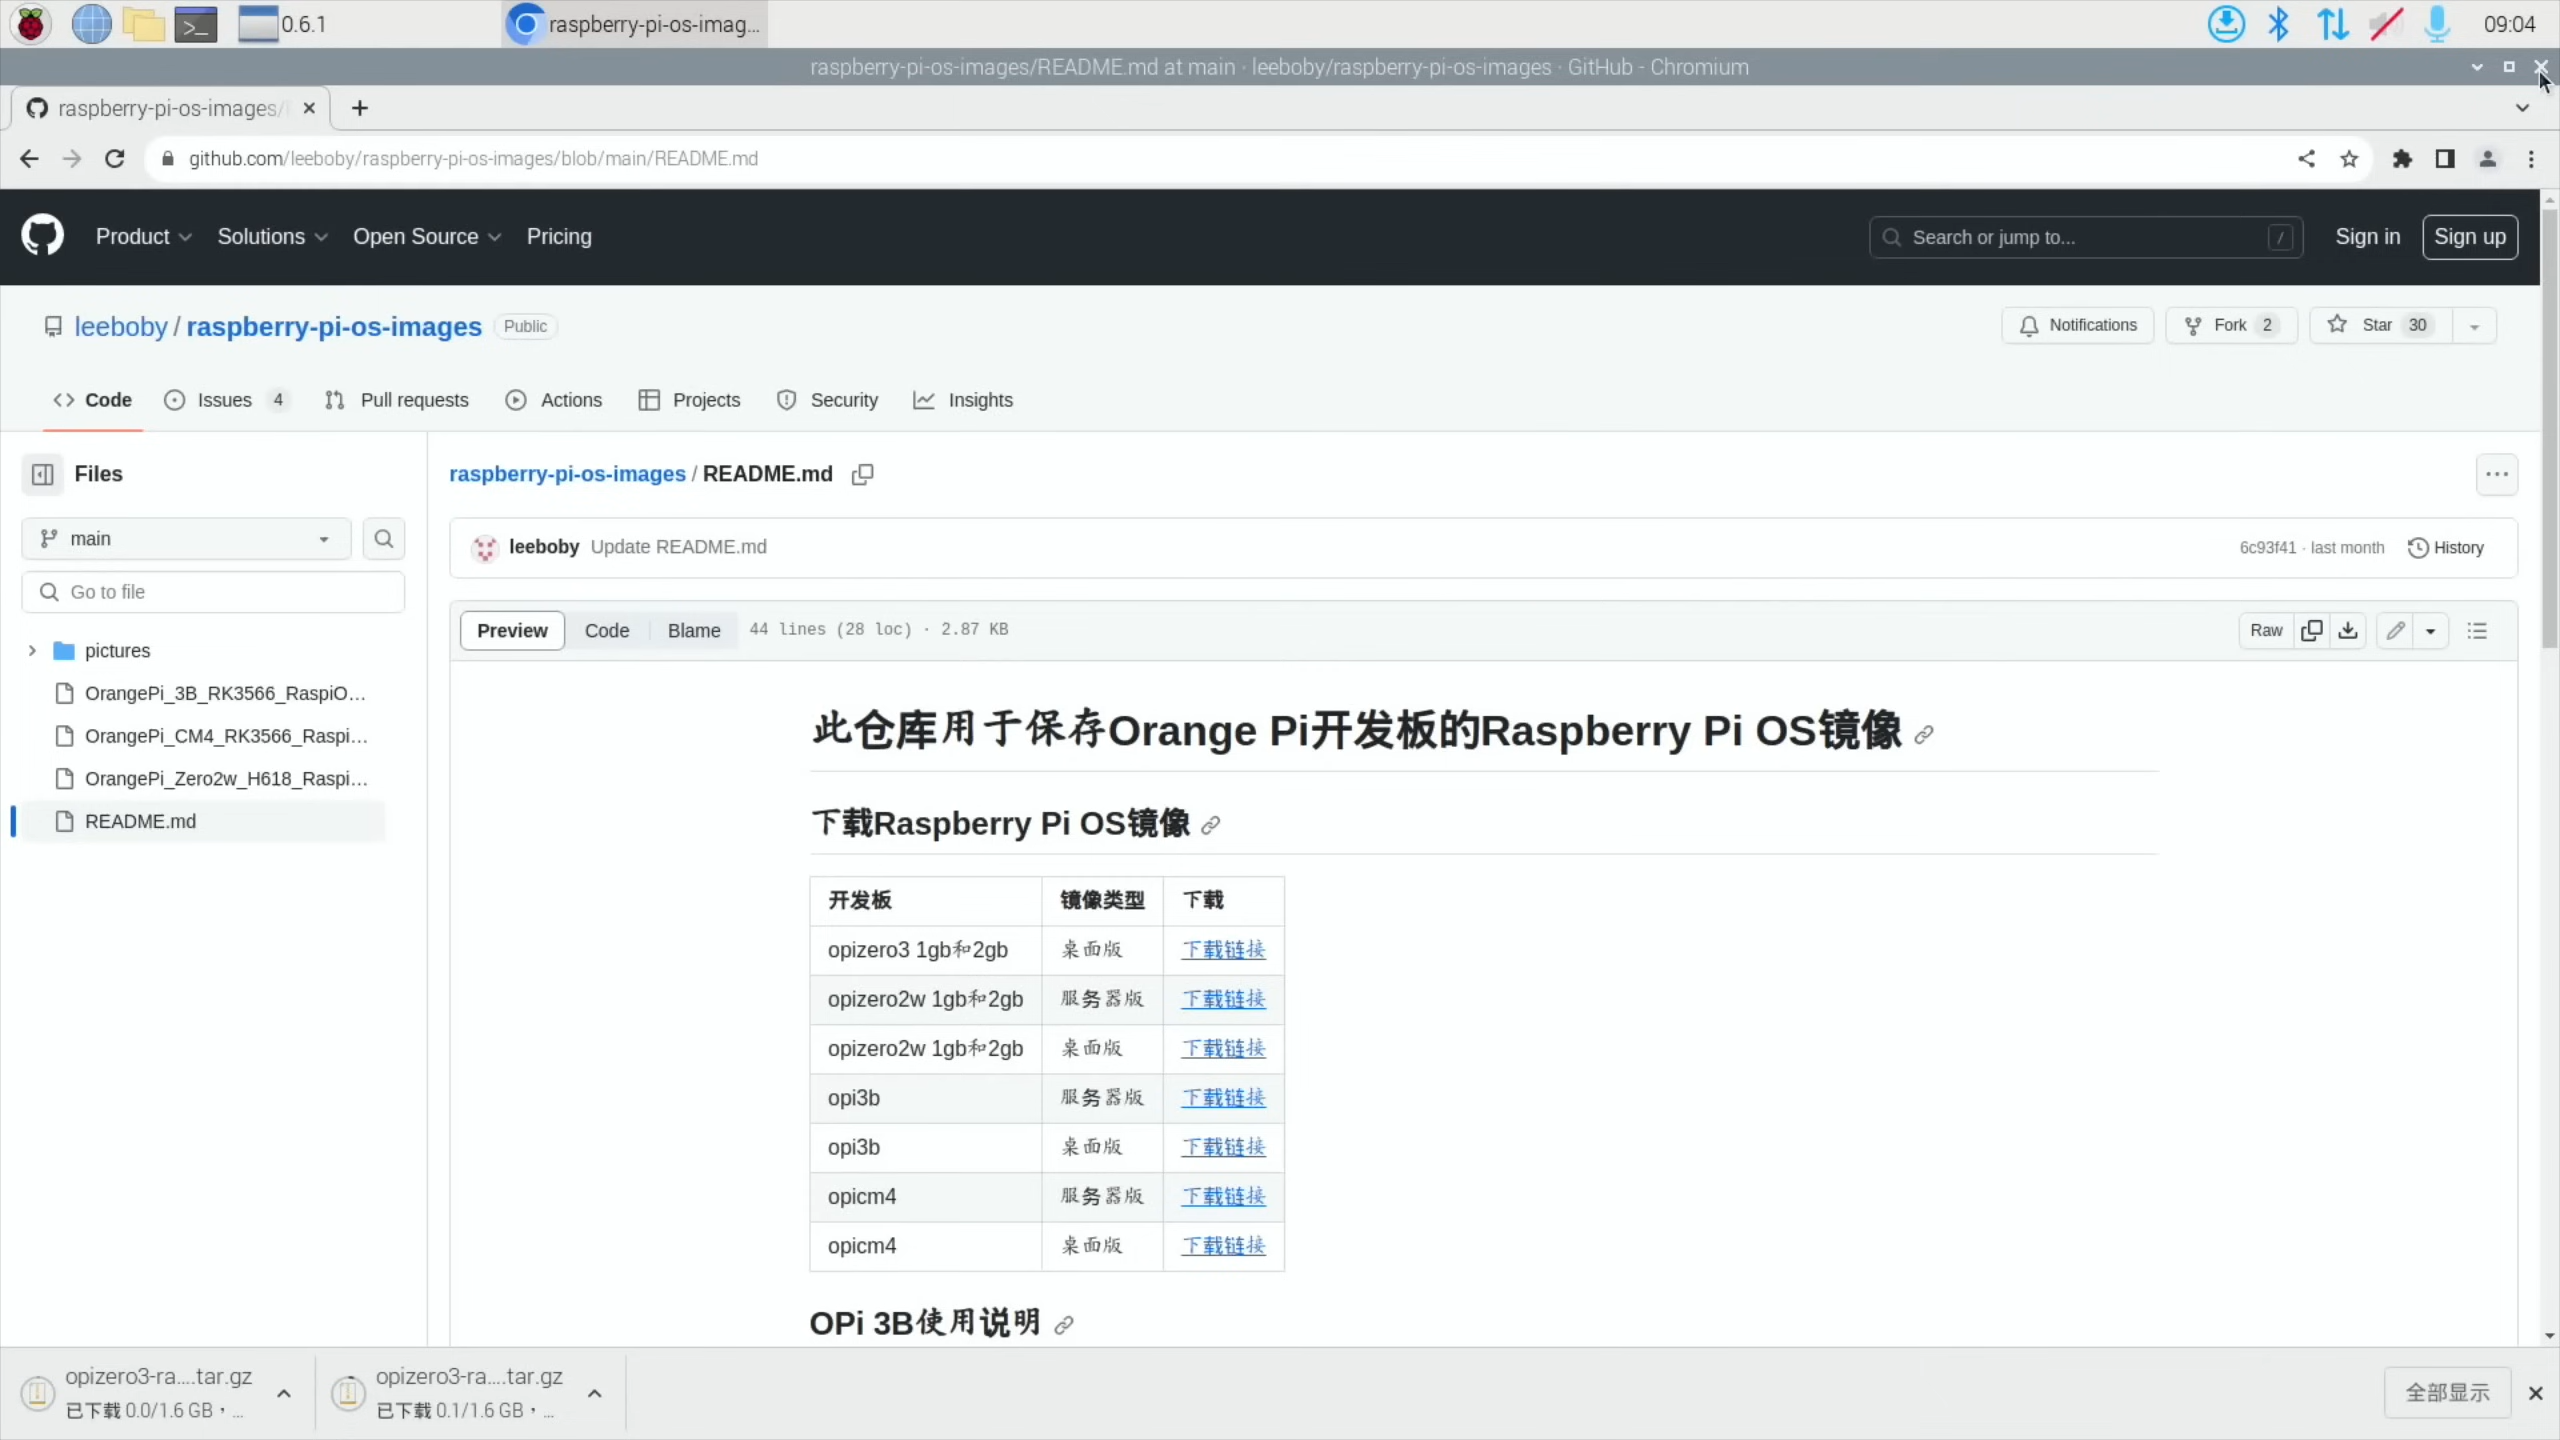 0.6.1
raspberry-pi-os-imag...
09:04
raspberry-pi-os-images/README.md at main · leeboby/raspberry-pi-os-images · GitHub - Chromium
raspberry-pi-os-images/
github.com/leeboby/raspberry-pi-os-images/blob/main/README.md
Product
Solutions
Open Source
Pricing
Search or jump to...
/
Sign in
Sign up
leeboby / raspberry-pi-os-images
Public
Notifications
Fork 2
Star 30
Code
Issues 4
Pull requests
Actions
Projects
Security
Insights
Files
main
Go to file
pictures
OrangePi_3B_RK3566_RaspiO...
OrangePi_CM4_RK3566_Raspi...
OrangePi_Zero2w_H618_Raspi...
README.md
raspberry-pi-os-images / README.md
...
leeboby Update README.md
6c93f41 · last month
History
Preview
Code
Blame
44 lines (28 loc) · 2.87 KB
Raw
此仓库用于保存Orange Pi开发板的Raspberry Pi OS镜像
下载Raspberry Pi OS镜像
开发板 镜像类型 下载
opizero3 1gb和2gb 桌面版 下载链接
opizero2w 1gb和2gb 服务器版 下载链接
opizero2w 1gb和2gb 桌面版 下载链接
opi3b 服务器版 下载链接
opi3b 桌面版 下载链接
opicm4 服务器版 下载链接
opicm4 桌面版 下载链接
OPi 3B使用说明
opizero3-ra....tar.gz
已下载 0.0/1.6 GB，...
opizero3-ra....tar.gz
已下载 0.1/1.6 GB，...
全部显示